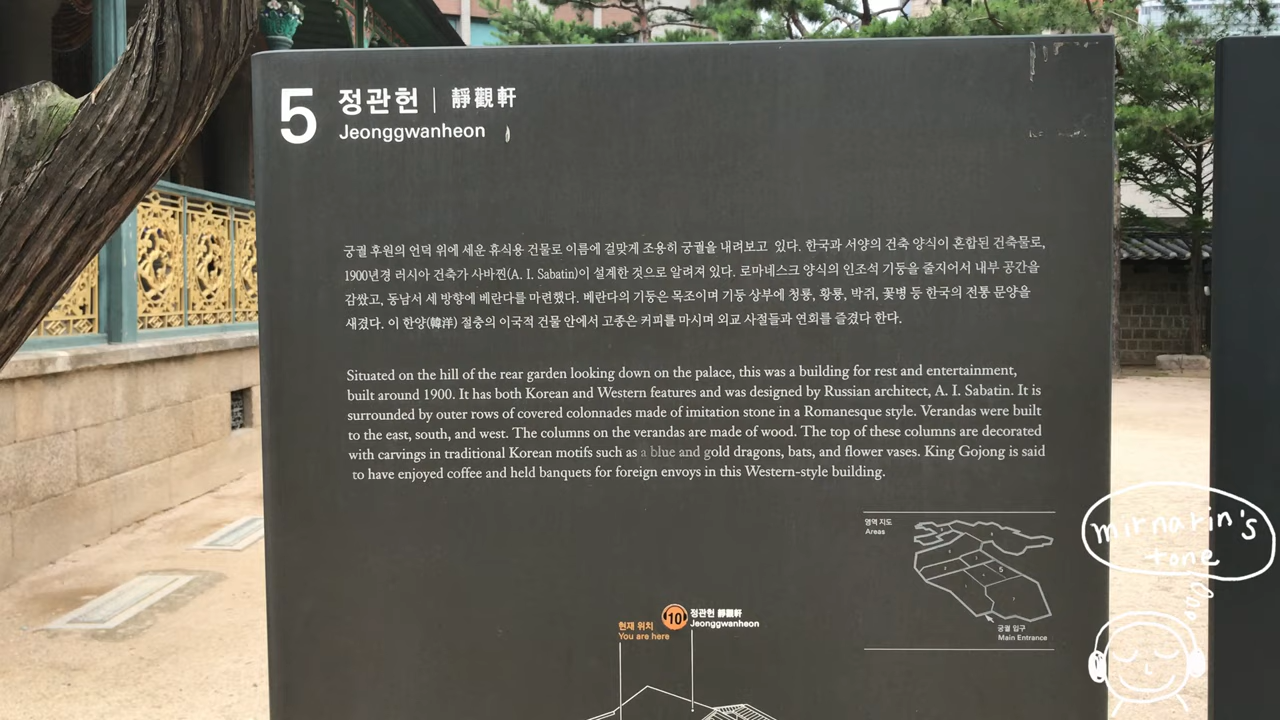 5 정관헌 | 靜觀軒
Jeonggwanheon
궁궐 후원의 언덕 위에 세운 휴식용 건물로 이름에 걸맞게 조용히 궁궐을 내려보고 있다. 한국과 서양의 건축 양식이 혼합된 건축물로,
1900년경 러시아 건축가 사바찐(A. I. Sabatin)이 설계한 것으로 알려져 있다. 로마네스크 양식의 인조석 기둥을 줄지어서 내부 공간을
감쌌고, 동남서 세 방향에 베란다를 마련했다. 베란다의 기둥은 목조이며 기둥 상부에 청룡, 황룡, 박쥐, 꽃병 등 한국의 전통 문양을
새겼다. 이 한양(韓洋) 절충의 이국적 건물 안에서 고종은 커피를 마시며 외교 사절들과 연회를 즐겼다 한다.
Situated on the hill of the rear garden looking down on the palace, this was a building for rest and entertainment,
built around 1900. It has both Korean and Western features and was designed by Russian architect, A. I. Sabatin. It is
surrounded by outer rows of covered colonnades made of imitation stone in a Romanesque style. Verandas were built
to the east, south, and west. The columns on the verandas are made of wood. The top of these columns are decorated
with carvings in traditional Korean motifs such as a blue and gold dragons, bats, and flower vases. King Gojong is said
to have enjoyed coffee and held banquets for foreign envoys in this Western-style building.
영역 지도
Areas
5
궁궐 입구
Main Entrance
현재 위치
You are here
10
정관헌 靜觀軒
Jeonggwanheon
mirnarin's
tone